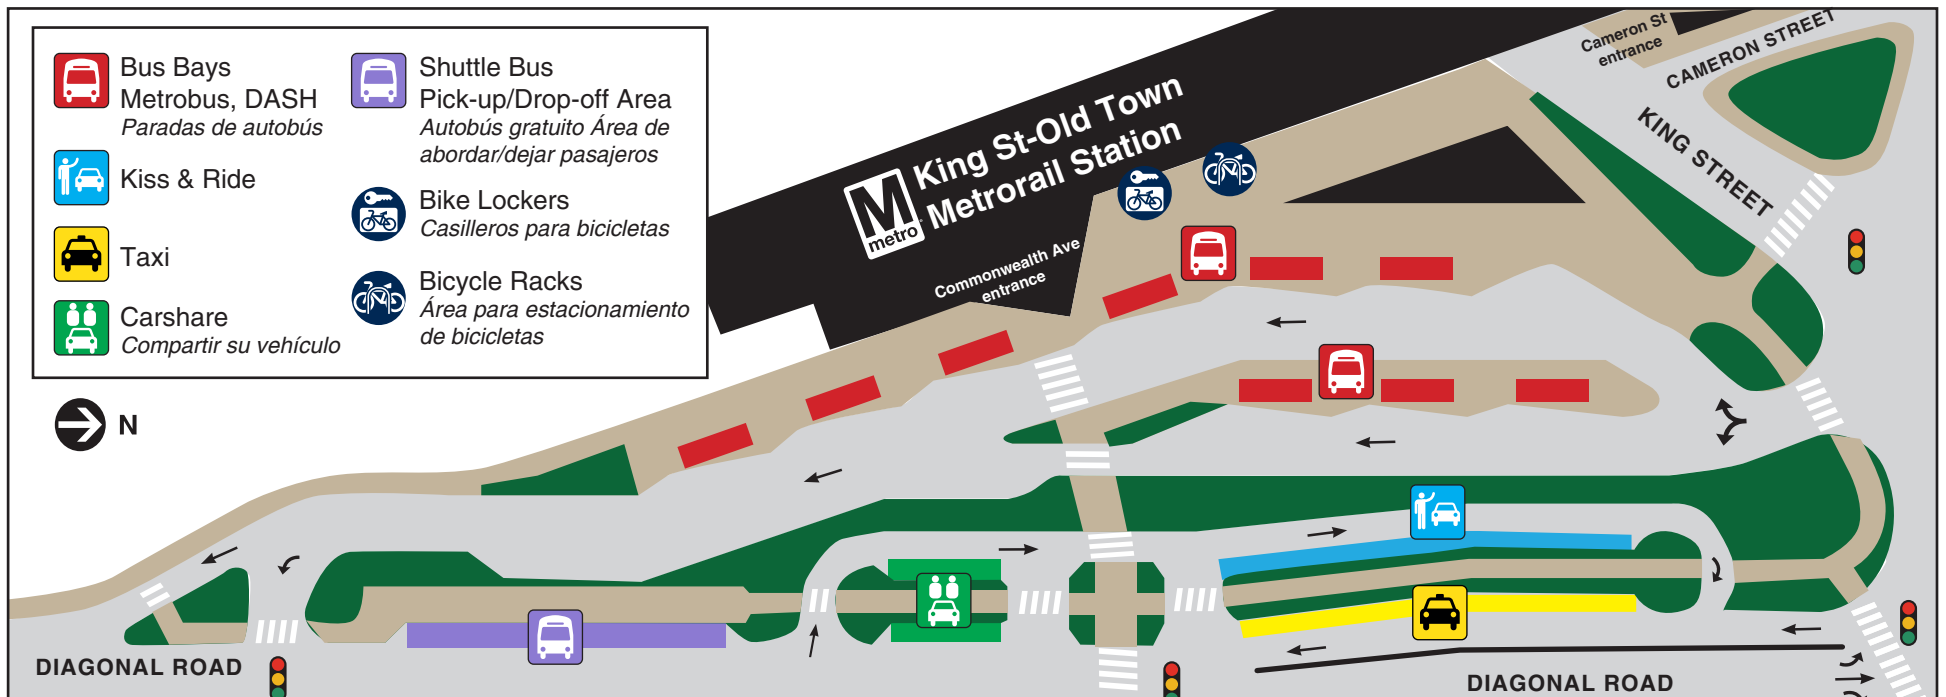 Bus Bays
Metrobus, DASH
Paradas de autobús
Kiss & Ride
Taxi
Carshare
Compartir su vehículo
Shuttle Bus
Pick-up/Drop-off Area
Autobús gratuito Área de
abordar/dejar pasajeros
Bike Lockers
Casilleros para bicicletas
Bicycle Racks
Área para estacionamiento
de bicicletas
N
M
metro
King St-Old Town
Metrorail Station
Commonwealth Ave
entrance
Cameron St
entrance
CAMERON STREET
KING STREET
DIAGONAL ROAD
DIAGONAL ROAD